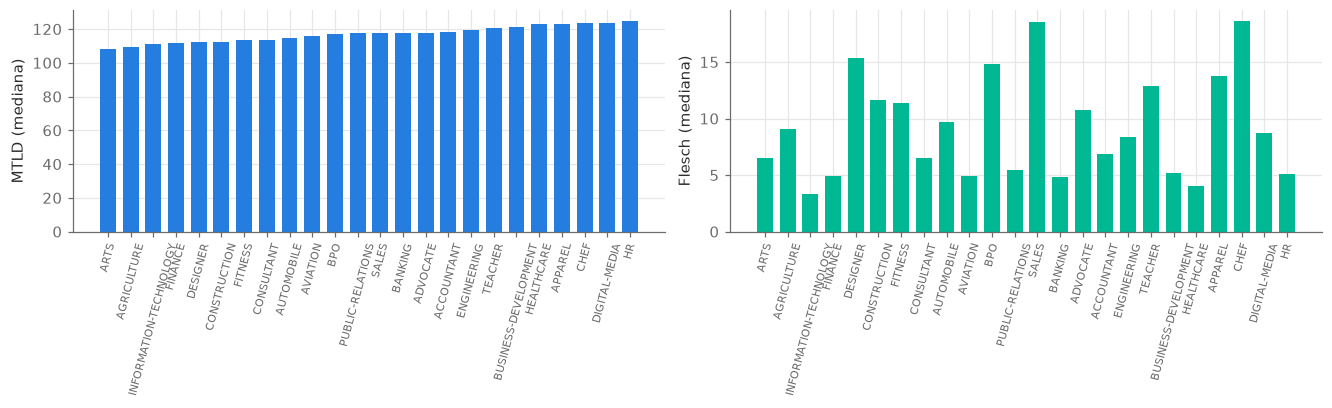 MTLD (mediana)
120
100
80
60
40
20
0
ARTS
AGRICULTURE
INFORMATION-TECHNOLOGY
FINANCE
DESIGNER
CONSTRUCTION
FITNESS
CONSULTANT
AUTOMOBILE
AVIATION
BPO
PUBLIC-RELATIONS
SALES
BANKING
ADVOCATE
ACCOUNTANT
ENGINEERING
TEACHER
BUSINESS-DEVELOPMENT
HEALTHCARE
APPAREL
CHEF
DIGITAL-MEDIA
HR
Flesch (mediana)
15
10
5
0
ARTS
AGRICULTURE
INFORMATION-TECHNOLOGY
FINANCE
DESIGNER
CONSTRUCTION
FITNESS
CONSULTANT
AUTOMOBILE
AVIATION
BPO
PUBLIC-RELATIONS
SALES
BANKING
ADVOCATE
ACCOUNTANT
ENGINEERING
TEACHER
BUSINESS-DEVELOPMENT
HEALTHCARE
APPAREL
CHEF
DIGITAL-MEDIA
HR